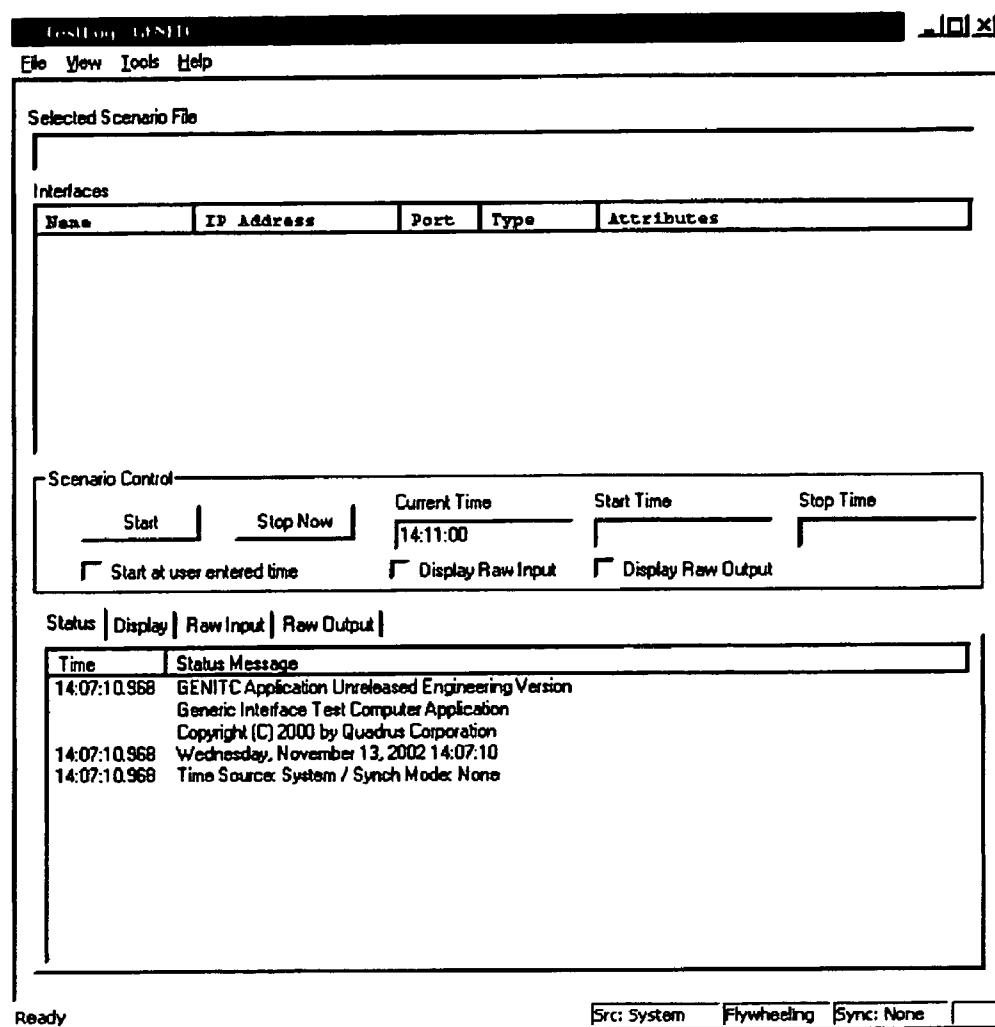 TestLog - GENITC
File View Tools Help
Selected Scenario File
Interfaces
Name IP Address Port Type Attributes
Scenario Control
Start Stop Now Current Time Start Time Stop Time
14:11:00
Start at user entered time Display Raw Input Display Raw Output
Status Display Raw Input Raw Output
Time Status Message
14:07:10.968 GENITC Application Unreleased Engineering Version
Generic Interface Test Computer Application
Copyright (C) 2000 by Quadrus Corporation
14:07:10.968 Wednesday, November 13, 2002 14:07:10
14:07:10.968 Time Source: System / Synch Mode: None
Ready Src: System Flywheeling Sync: None